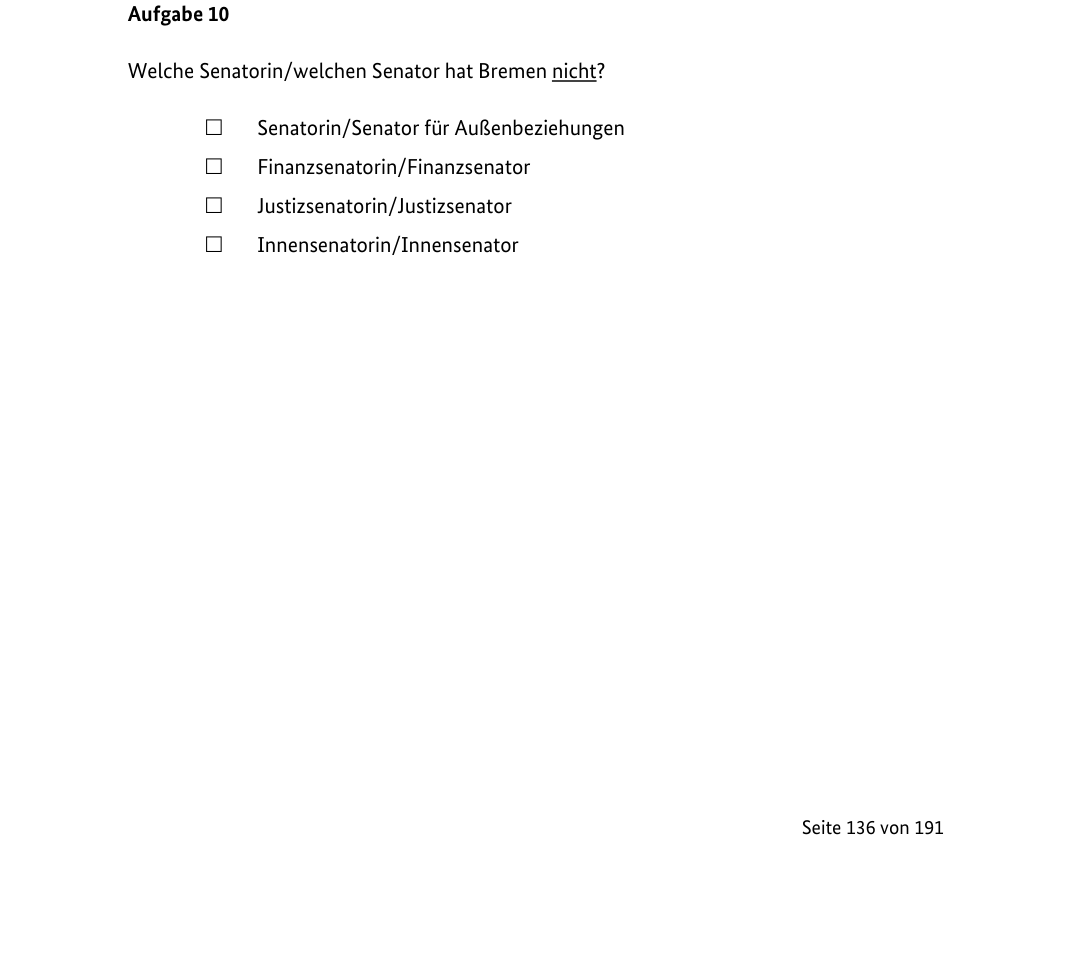 Aufgabe 10
Welche Senatorin/welchen Senator hat Bremen nicht?
☐ Senatorin/Senator für Außenbeziehungen
☐ Finanzsenatorin/Finanzsenator
☐ Justizsenatorin/Justizsenator
☐ Innensenatorin/Innensenator
Seite 136 von 191